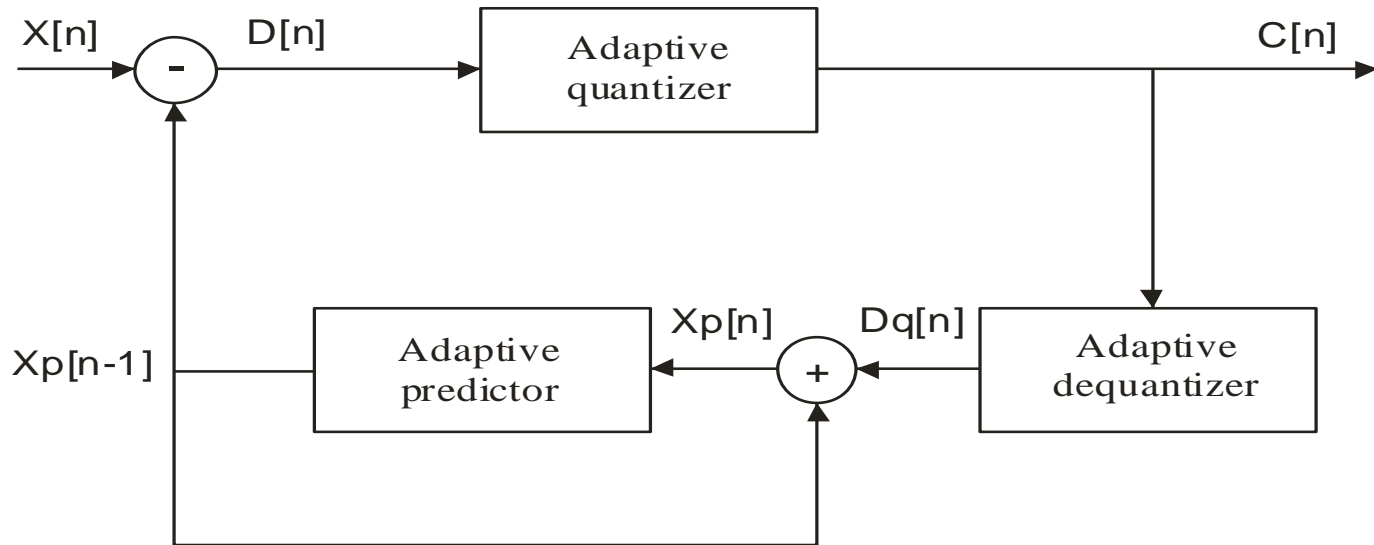 X[n]
D[n]
C[n]
-
Adaptive
quantizer
Xp[n-1]
Adaptive
predictor
Xp[n]
+
Dq[n]
Adaptive
dequantizer